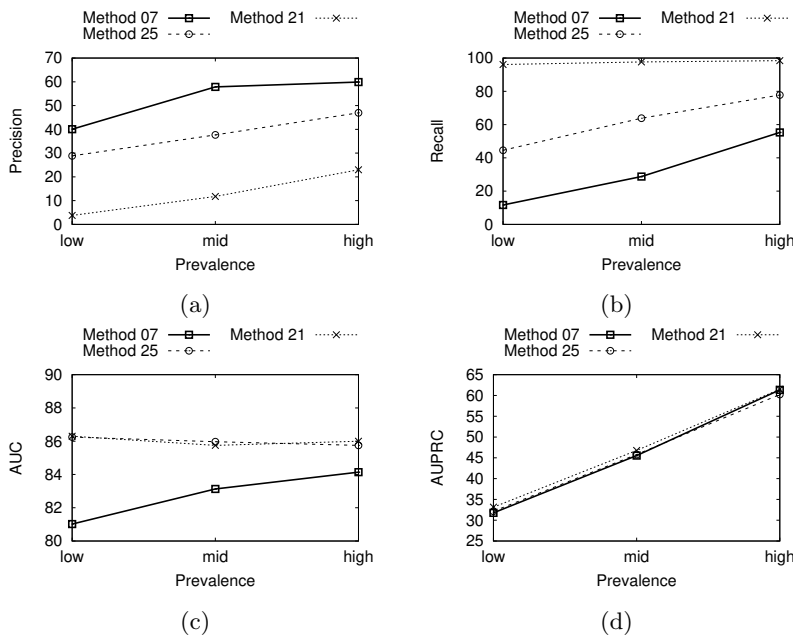 Method 07 Method 21
Method 25
70
60
50
40
30
20
10
0
Precision
low mid high
Prevalence
(a)
Method 07 Method 21
Method 25
100
80
60
40
20
0
Recall
low mid high
Prevalence
(b)
Method 07 Method 21
Method 25
90
88
86
84
82
80
AUC
low mid high
Prevalence
(c)
Method 07 Method 21
Method 25
65
60
55
50
45
40
35
30
25
AUPRC
low mid high
Prevalence
(d)